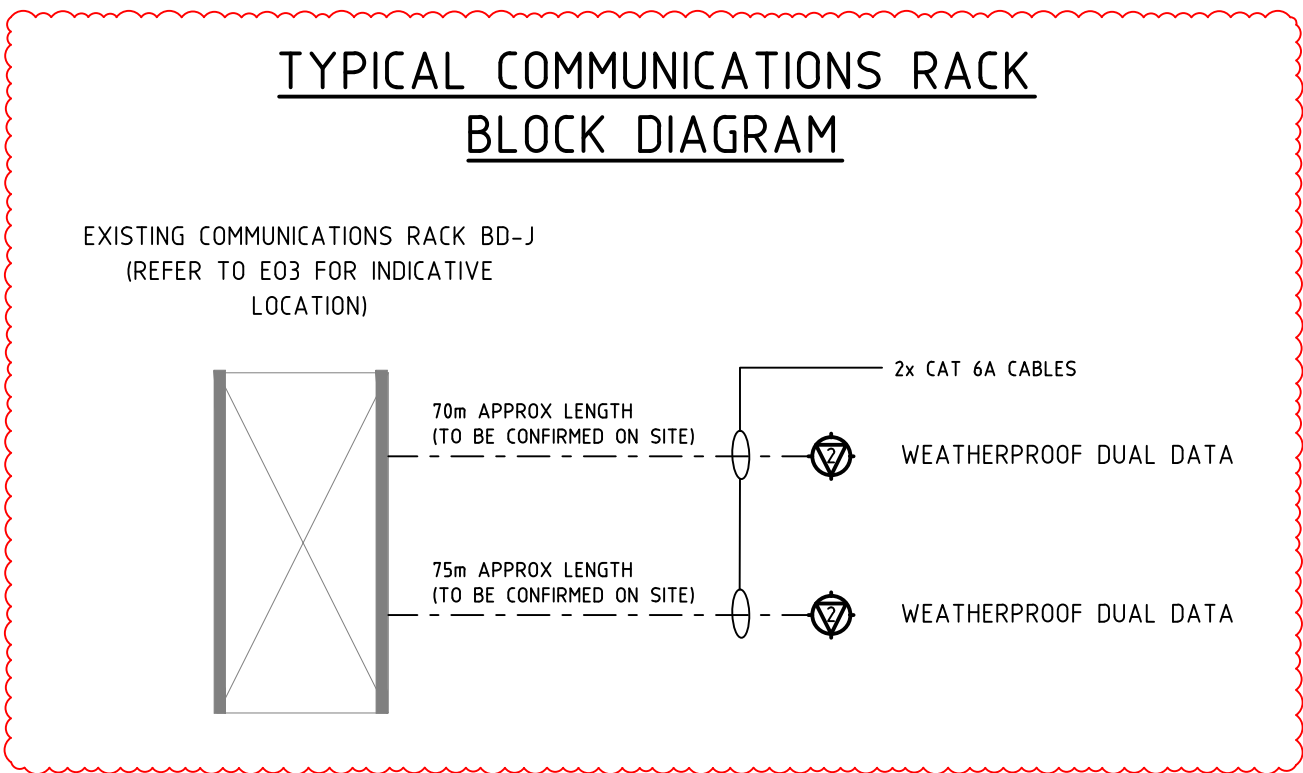 TYPICAL COMMUNICATIONS RACK
BLOCK DIAGRAM
EXISTING COMMUNICATIONS RACK BD-J
(REFER TO E03 FOR INDICATIVE
LOCATION)
2x CAT 6A CABLES
70m APPROX LENGTH
(TO BE CONFIRMED ON SITE)
2 WEATHERPROOF DUAL DATA
75m APPROX LENGTH
(TO BE CONFIRMED ON SITE)
2 WEATHERPROOF DUAL DATA